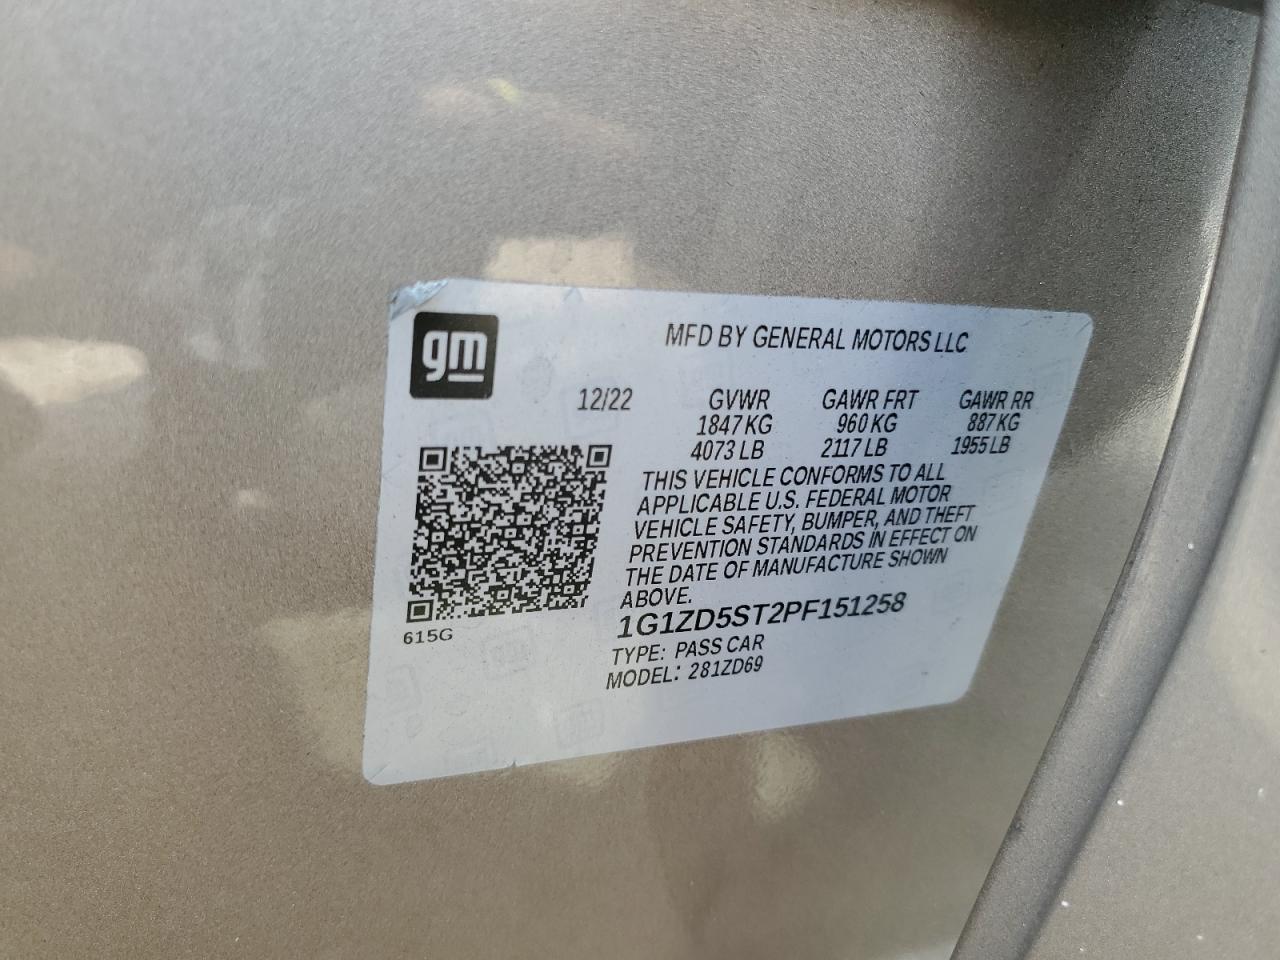 gm
MFD BY GENERAL MOTORS LLC
12/22 GVWR GAWR FRT GAWR RR
1847 KG 960 KG 887 KG
4073 LB 2117 LB 1955 LB
THIS VEHICLE CONFORMS TO ALL
APPLICABLE U.S. FEDERAL MOTOR
VEHICLE SAFETY, BUMPER, AND THEFT
PREVENTION STANDARDS IN EFFECT ON
THE DATE OF MANUFACTURE SHOWN
ABOVE.
1G1ZD5ST2PF151258
615G
TYPE: PASS CAR
MODEL: 281ZD69